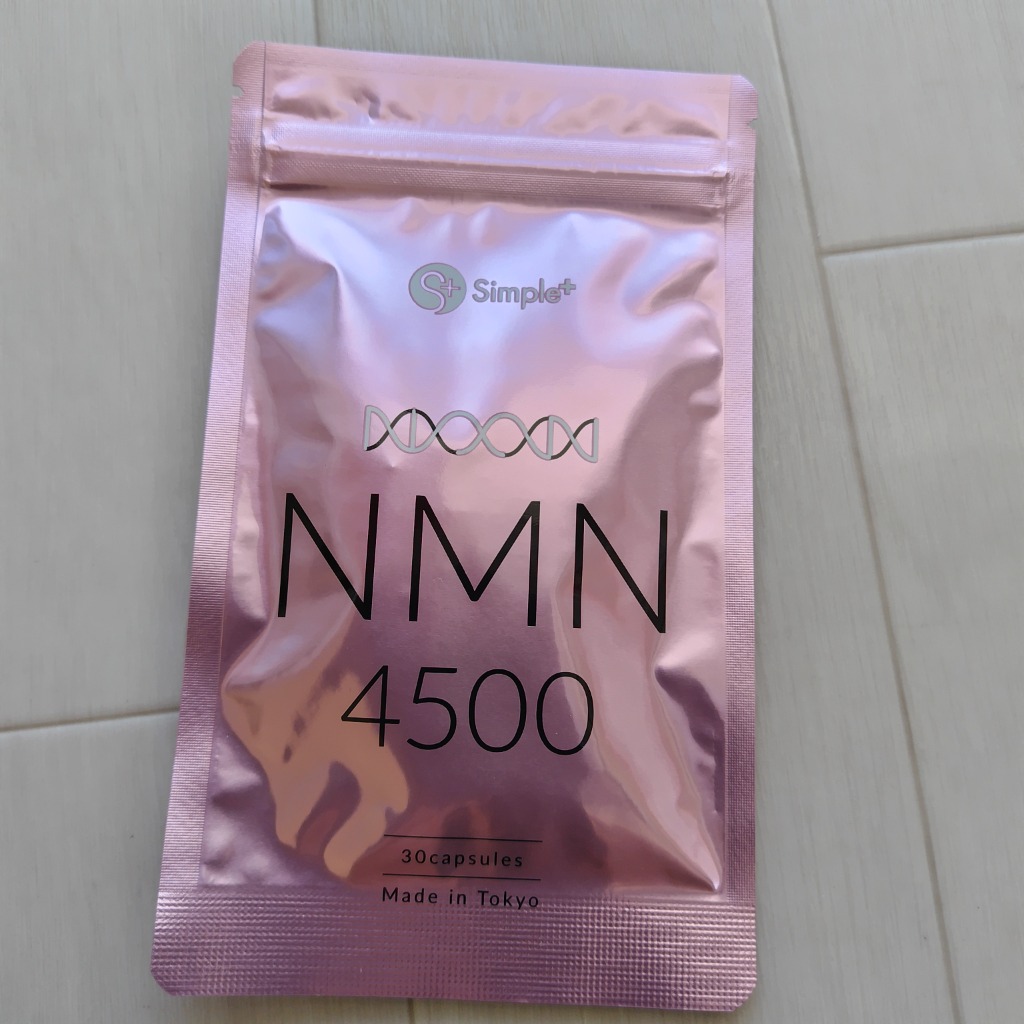 S+ Simple+
NMN
4500
30capsules
Made in Tokyo